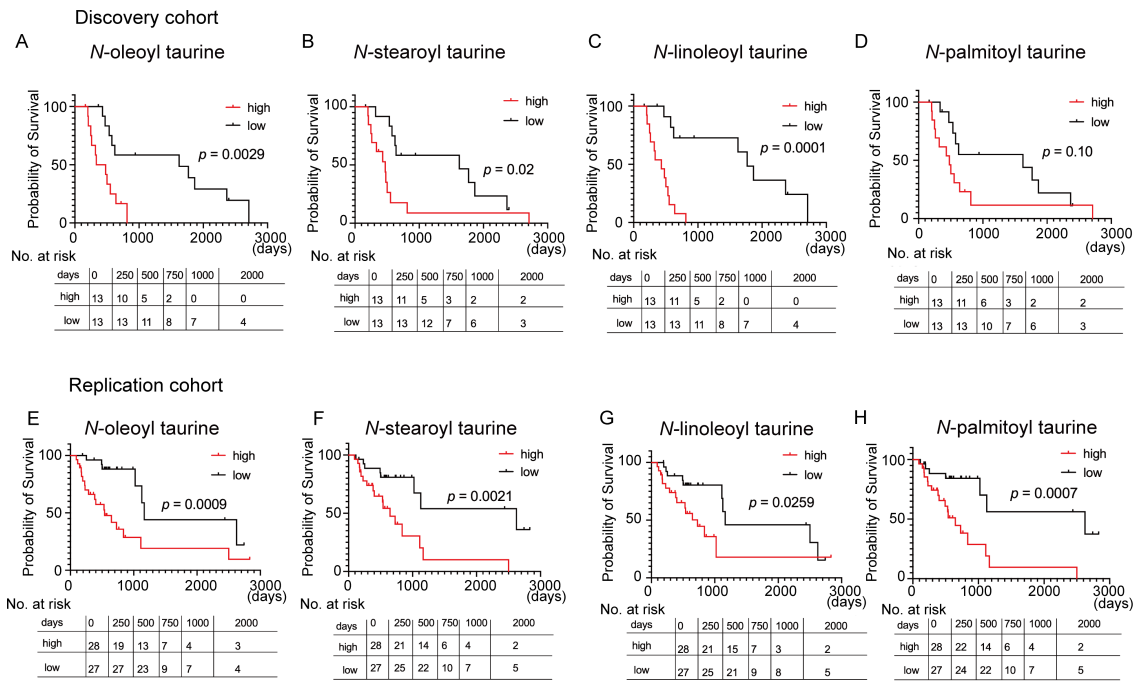 Discovery cohort
A
N-oleoyl taurine
Probability of Survival
100
50
0
high
low
p = 0.0029
0 1000 2000 3000
(days)
No. at risk
days 0 250 500 750 1000 2000
high 13 10 5 2 0 0
low 13 13 11 8 7 4
B
N-stearoyl taurine
Probability of Survival
100
50
0
high
low
p = 0.02
0 1000 2000 3000
(days)
No. at risk
days 0 250 500 750 1000 2000
high 13 11 5 3 2 2
low 13 13 12 7 6 3
C
N-linoleoyl taurine
Probability of Survival
100
50
0
high
low
p = 0.0001
0 1000 2000 3000
(days)
No. at risk
days 0 250 500 750 1000 2000
high 13 11 5 2 0 0
low 13 13 11 8 7 4
D
N-palmitoyl taurine
Probability of Survival
100
50
0
high
low
p = 0.10
0 1000 2000 3000
(days)
No. at risk
days 0 250 500 750 1000 2000
high 13 11 6 3 2 2
low 13 13 10 7 6 3
Replication cohort
E
N-oleoyl taurine
Probability of Survival
100
50
0
high
low
p = 0.0009
0 1000 2000 3000
(days)
No. at risk
days 0 250 500 750 1000 2000
high 28 19 13 7 4 3
low 27 27 23 9 7 4
F
N-stearoyl taurine
Probability of Survival
100
50
0
high
low
p = 0.0021
0 1000 2000 3000
(days)
No. at risk
days 0 250 500 750 1000 2000
high 28 21 14 6 4 2
low 27 25 22 10 7 5
G
N-linoleoyl taurine
Probability of Survival
100
50
0
high
low
p = 0.0259
0 1000 2000 3000
(days)
No. at risk
days 0 250 500 750 1000 2000
high 28 21 15 7 3 2
low 27 25 21 9 8 5
H
N-palmitoyl taurine
Probability of Survival
100
50
0
high
low
p = 0.0007
0 1000 2000 3000
(days)
No. at risk
days 0 250 500 750 1000 2000
high 28 22 14 6 4 2
low 27 24 22 10 7 5